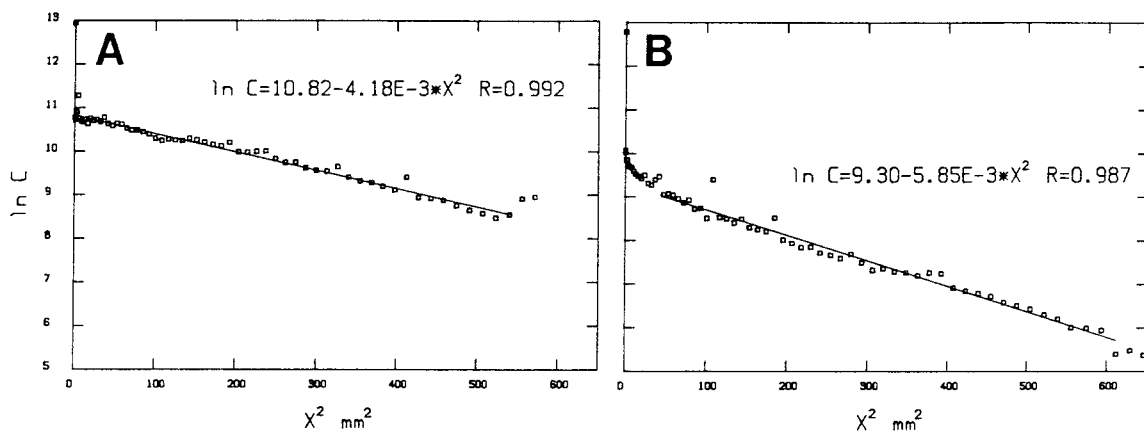 A
ln C=10.82-4.18E-3*X² R=0.992
13
12
11
10
9
8
7
6
5
ln C
0 100 200 300 400 500 600
X² mm²
B
ln C=9.30-5.85E-3*X² R=0.987
0 100 200 300 400 500 600
X² mm²